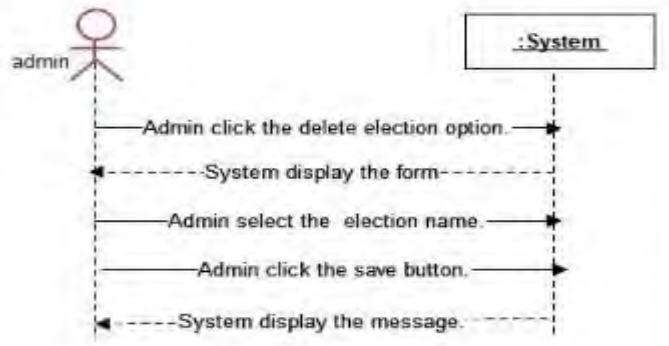 admin
:System
Admin click the delete election option.
System display the form
Admin select the election name.
Admin click the save button.
System display the message.